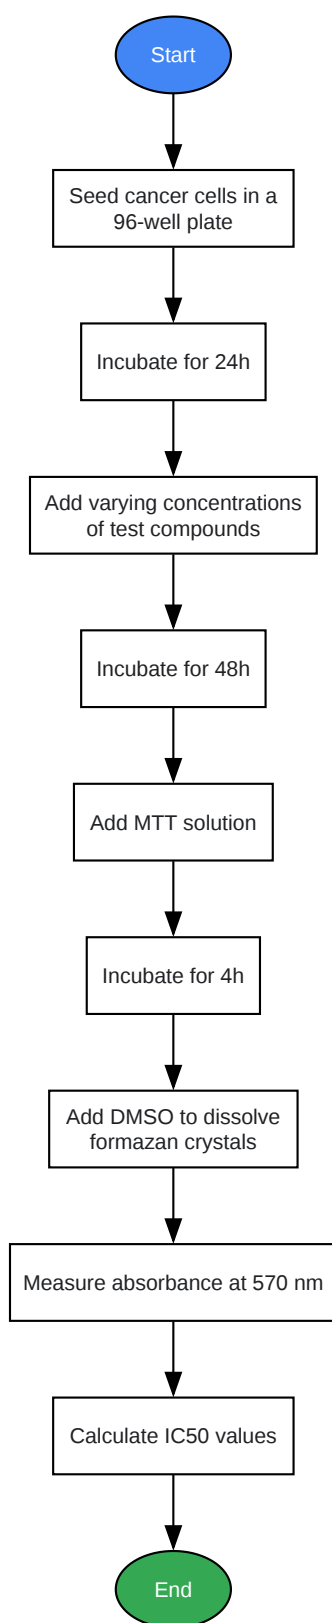 Start
Seed cancer cells in a
96-well plate
Incubate for 24h
Add varying concentrations
of test compounds
Incubate for 48h
Add MTT solution
Incubate for 4h
Add DMSO to dissolve
formazan crystals
Measure absorbance at 570 nm
Calculate IC50 values
End